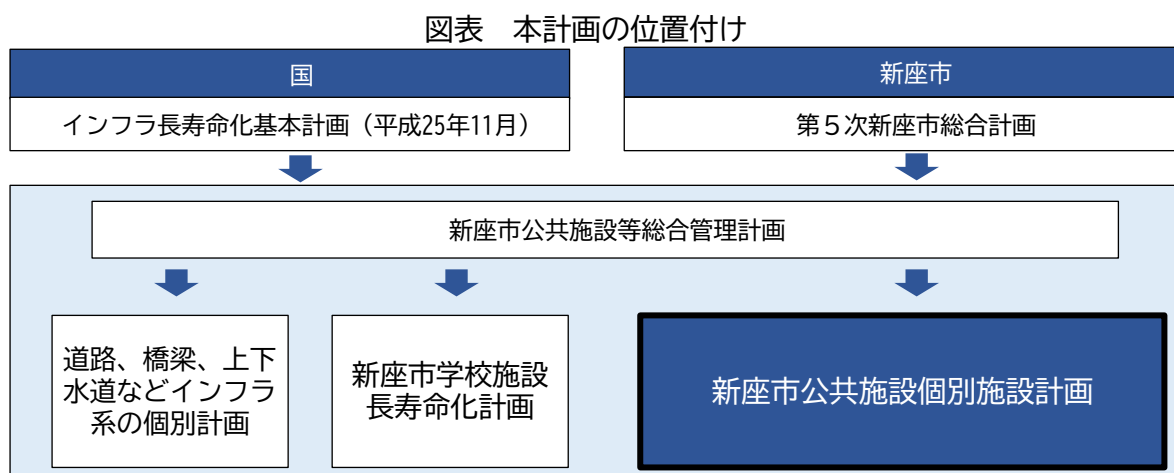 図表　本計画の位置付け
国
新座市
インフラ長寿命化基本計画（平成25年11月）
第５次新座市総合計画
新座市公共施設等総合管理計画
道路、橋梁、上下
水道などインフラ
系の個別計画
新座市学校施設
長寿命化計画
新座市公共施設個別施設計画